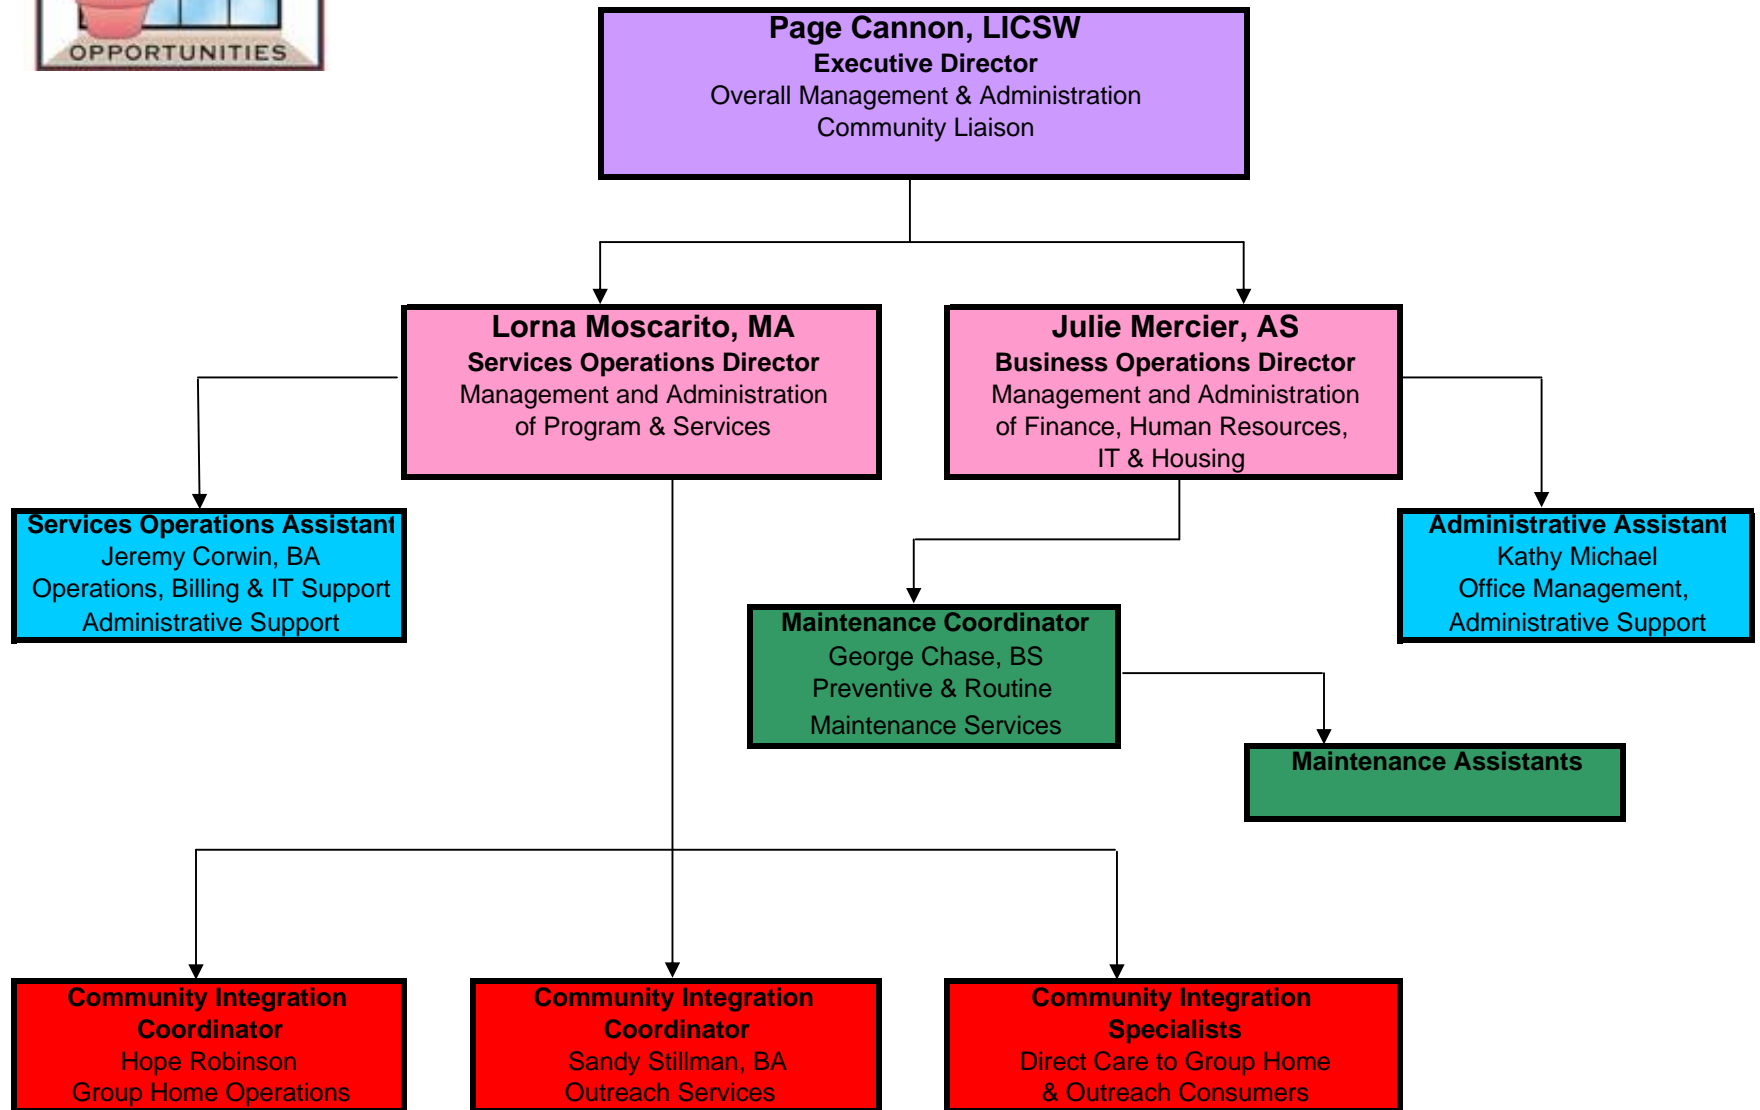 OPPORTUNITIES
Page Cannon, LICSW
Executive Director
Overall Management & Administration
Community Liaison
Lorna Moscarito, MA
Services Operations Director
Management and Administration
of Program & Services
Julie Mercier, AS
Business Operations Director
Management and Administration
of Finance, Human Resources,
IT & Housing
Services Operations Assistant
Jeremy Corwin, BA
Operations, Billing & IT Support
Administrative Support
Administrative Assistant
Kathy Michael
Office Management,
Administrative Support
Maintenance Coordinator
George Chase, BS
Preventive & Routine
Maintenance Services
Maintenance Assistants
Community Integration
Coordinator
Hope Robinson
Group Home Operations
Community Integration
Coordinator
Sandy Stillman, BA
Outreach Services
Community Integration
Specialists
Direct Care to Group Home
& Outreach Consumers